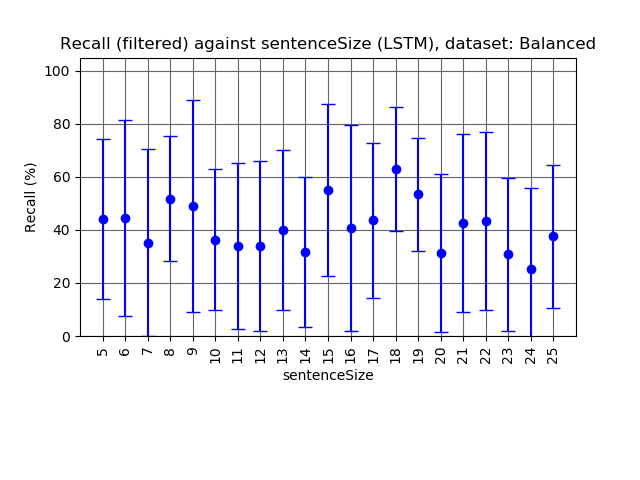 Recall (filtered) against sentenceSize (LSTM), dataset: Balanced
100
80
60
40
20
0
Recall (%)
5 6 7 8 9 10 11 12 13 14 15 16 17 18 19 20 21 22 23 24 25
sentenceSize